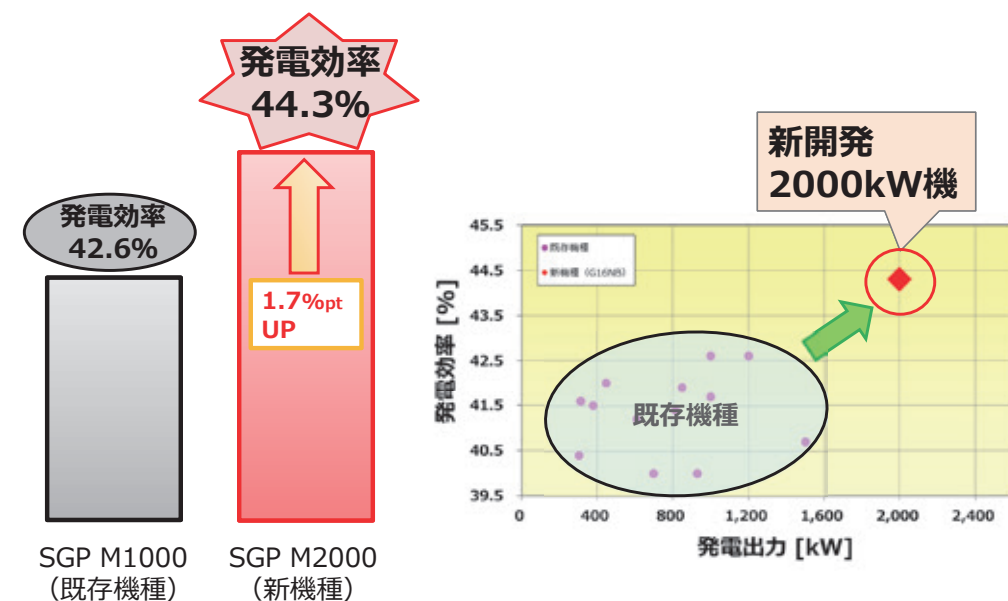 発電効率
44.3%
発電効率
42.6%
1.7%pt
UP
SGP M1000
（既存機種）
SGP M2000
（新機種）
新開発
2000kW機
発電効率 [%]
45.5
44.5
43.5
42.5
41.5
40.5
39.5
既存機種
新機種（G16NB）
既存機種
0
400
800
1,200
1,600
2,000
2,400
発電出力 [kW]